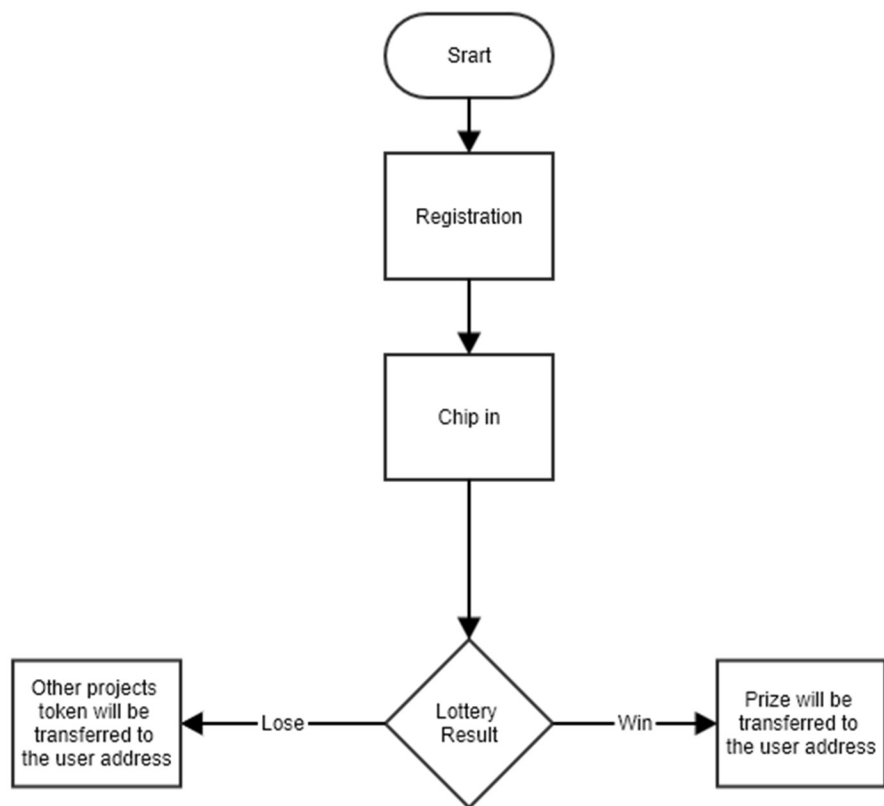 Srart
Registration
Chip in
Other projects
token will be
transferred to
the user address
Lose
Lottery
Result
Win
Prize will be
transferred to
the user address